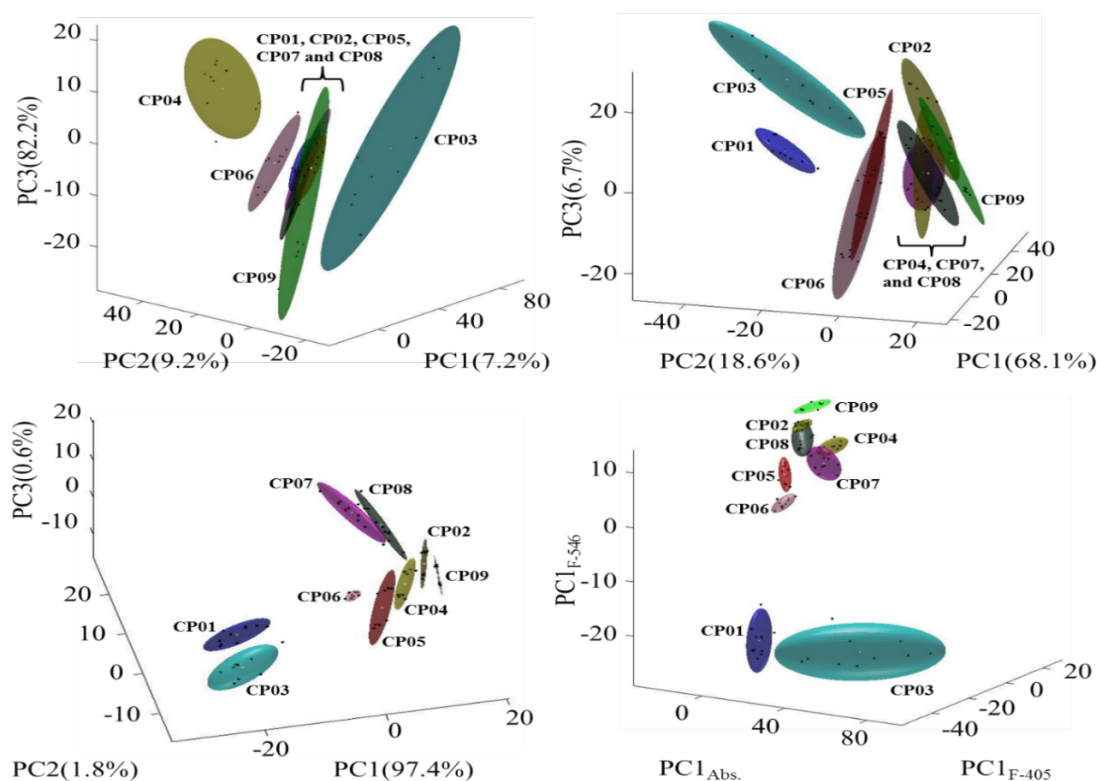 20
10
0
-10
-20
PC3(82.2%)
CP01, CP02, CP05,
CP07 and CP08
CP04
CP06
CP03
CP09
40
20
0
-20
0
40
80
PC2(9.2%)
PC1(7.2%)
20
0
-20
PC3(6.7%)
CP03
CP01
CP05
CP02
CP09
CP06
CP04, CP07,
and CP08
-40
-20
0
20
-20
0
20
40
PC2(18.6%)
PC1(68.1%)
20
10
0
-10
PC3(0.6%)
CP07
CP08
CP02
CP09
CP06
CP04
CP05
CP01
CP03
20
10
0
-10
-20
0
20
PC2(1.8%)
PC1(97.4%)
10
0
-10
-20
PC1F-546
CP09
CP02
CP08
CP04
CP05
CP07
CP06
CP01
CP03
0
40
80
-40
-20
0
20
PC1Abs.
PC1F-405